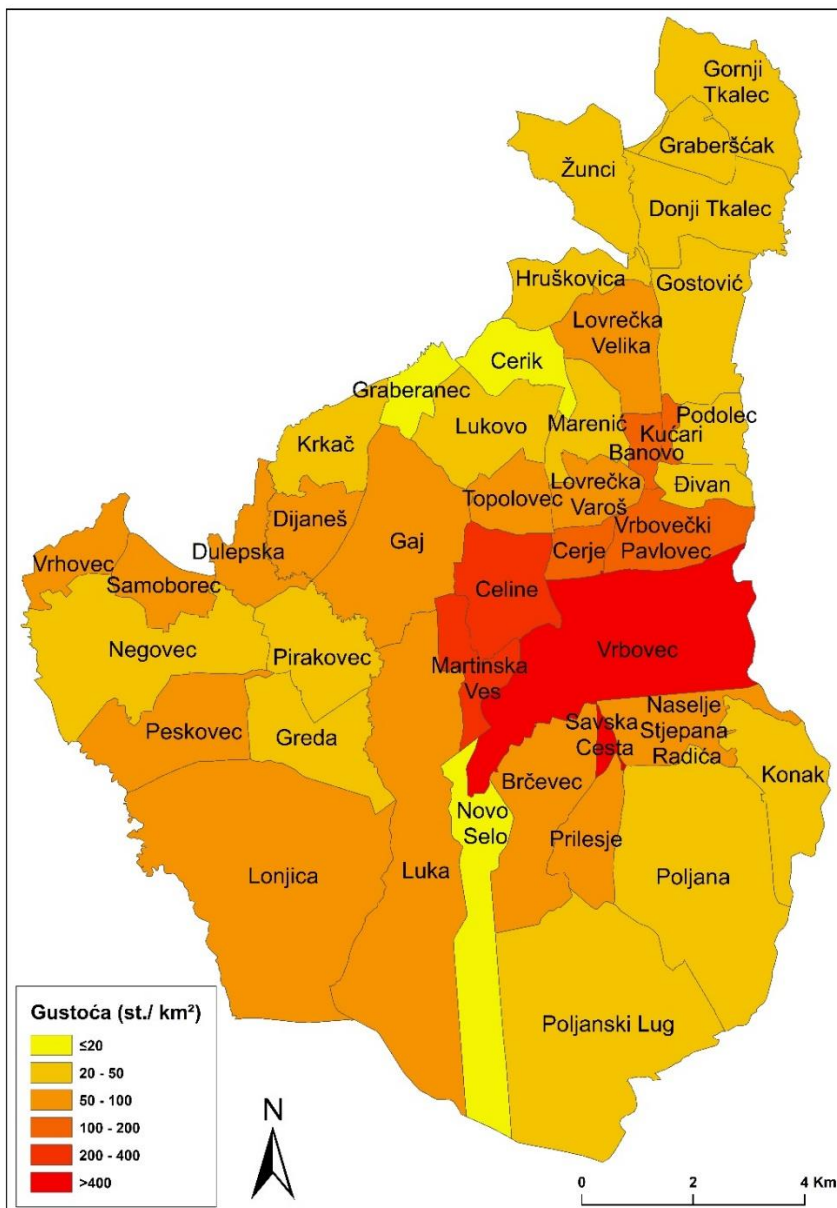 Gornji
Tkalec
Graberšćak
Žunci
Donji Tkalec
Hruškovica
Gostović
Lovrečka
Velika
Cerik
Graberanec
Lukovo
Marenić
Podolec
Kućari
Banovo
Krkač
Đivan
Topolovec
Lovrečka
Varoš
Dijaneš
Vrbovečki
Pavlovec
Gaj
Cerje
Dulepska
Vrhovec
Samoborec
Celine
Negovec
Pirakovec
Martinska
Ves
Vrbovec
Peskovec
Greda
Savska
Cesta
Naselje
Stjepana
Radića
Konak
Brčevec
Novo
Selo
Prilesje
Lonjica
Luka
Poljana
Poljanski Lug
Gustoća (st./ km²)
≤20
20 - 50
50 - 100
100 - 200
200 - 400
>400
N
0 2 4 Km